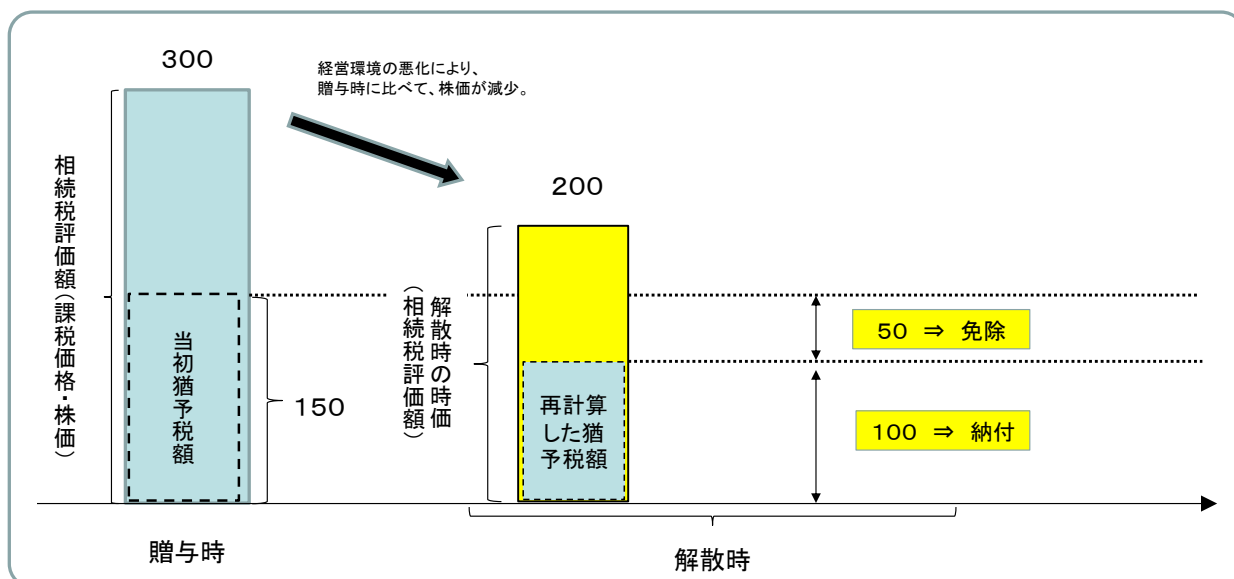 300
経営環境の悪化により、
贈与時に比べて、株価が減少。
相続税評価額（課税価格・株価）
当初猶予税額
150
200
解散時の時価
（相続税評価額）
再計算
した猶
予税額
50 ⇒ 免除
100 ⇒ 納付
贈与時
解散時